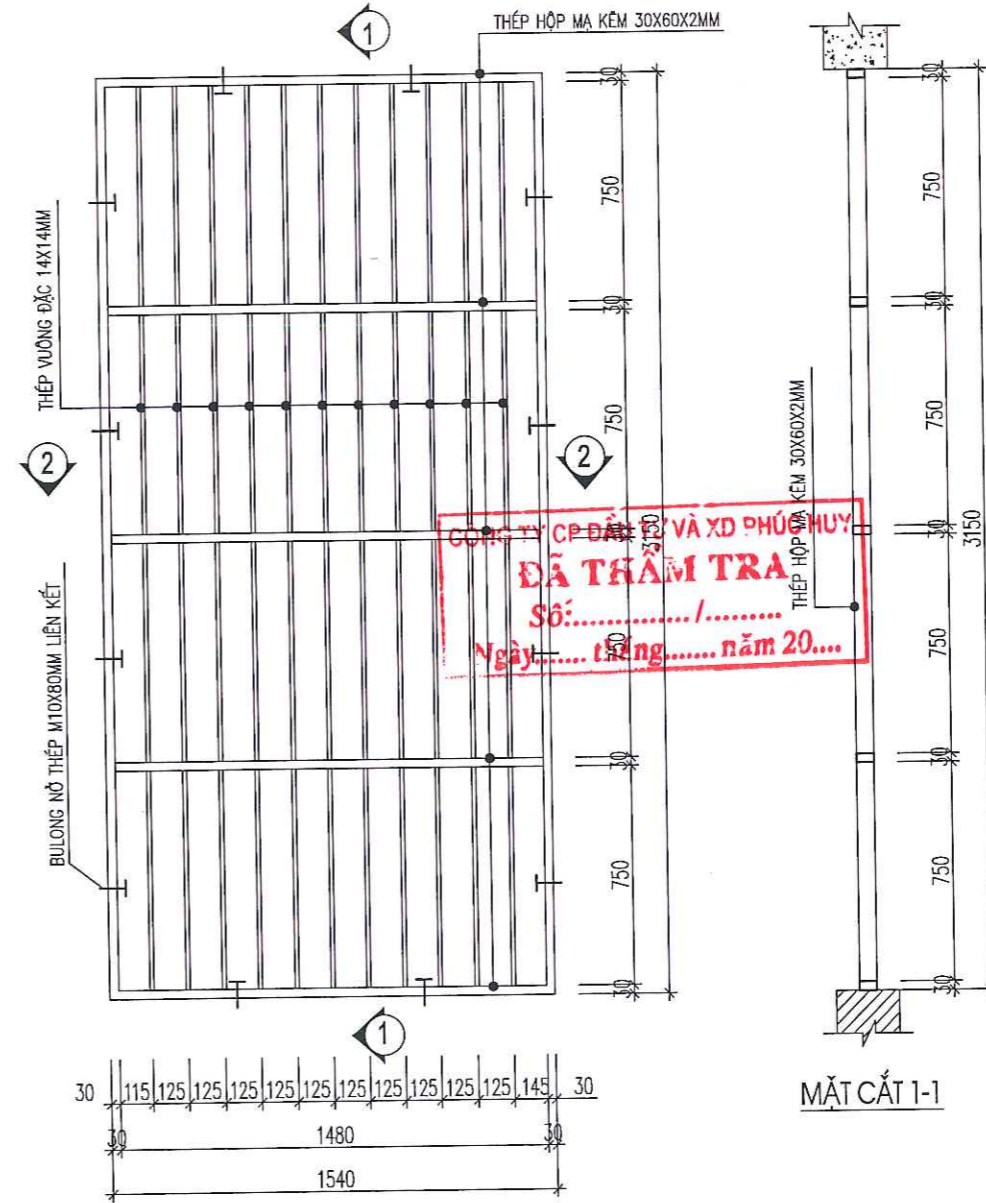 1
THÉP HỘP MẠ KẼM 30X60X2MM
THÉP VUÔNG ĐẶC 14X14MM
BULONG NỞ THÉP M10X80MM LIÊN KẾT
2
2
1
30
750
30
750
30
750
30
750
30
3150
CÔNG TY CP ĐẦU TƯ VÀ XD PHÚC HUY
ĐÃ THẨM TRA
Số:............... /..........
Ngày....... tháng....... năm 20....
THÉP HỘP MẠ KẼM 30X60X2MM
30
750
30
750
30
750
30
750
30
3150
30 115 125 125 125 125 125 125 125 125 125 125 145 30
30 1480 30
1540
MẶT CẮT 1-1